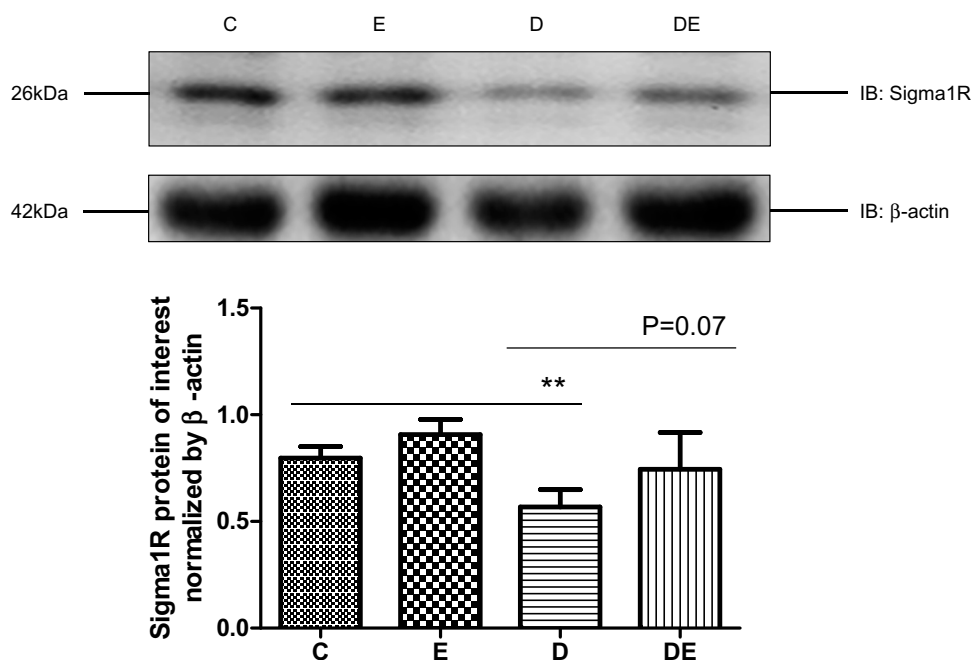 C E D DE
26kDa IB: Sigma1R
42kDa IB: β-actin
Sigma1R protein of interest
normalized by β -actin
1.5
1.0
0.5
0.0
P=0.07
**
C E D DE